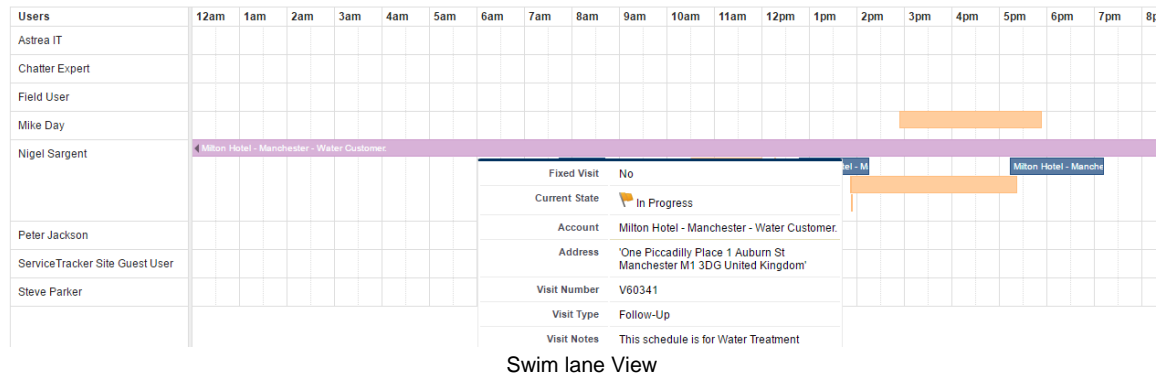 Users 12am 1am 2am 3am 4am 5am 6am 7am 8am 9am 10am 11am 12pm 1pm 2pm 3pm 4pm 5pm 6pm 7pm
Astrea IT
Chatter Expert
Field User
Mike Day
Nigel Sargent
Milton Hotel - Manchester - Water Customer.
Milton Hotel - Manche
Fixed Visit No
Current State In Progress
Account Milton Hotel - Manchester - Water Customer.
Address 'One Piccadilly Place 1 Auburn St
Manchester M1 3DG United Kingdom'
Visit Number V60341
Visit Type Follow-Up
Visit Notes This schedule is for Water Treatment
Peter Jackson
ServiceTracker Site Guest User
Steve Parker
Swim lane View